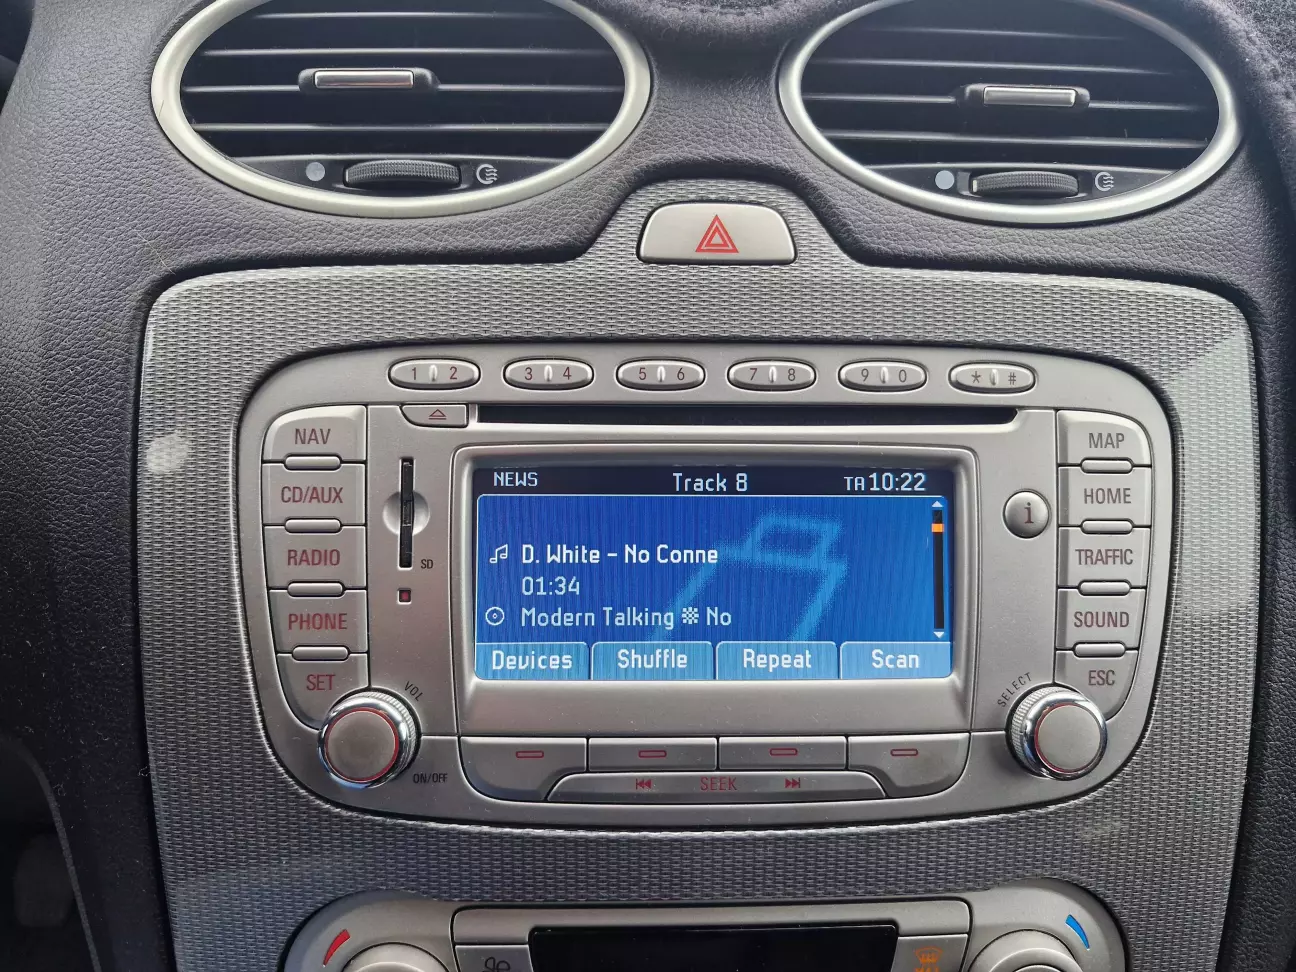 1 2 3 4 5 6 7 8 9 0 * #
NAV
CD/AUX
RADIO
PHONE
SET
SD
NEWS Track 8 TA 10:22
D. White - No Conne
01:34
Modern Talking ※ No
Devices Shuffle Repeat Scan
MAP
HOME
TRAFFIC
SOUND
ESC
i
VOL
ON/OFF
SELECT
SEEK